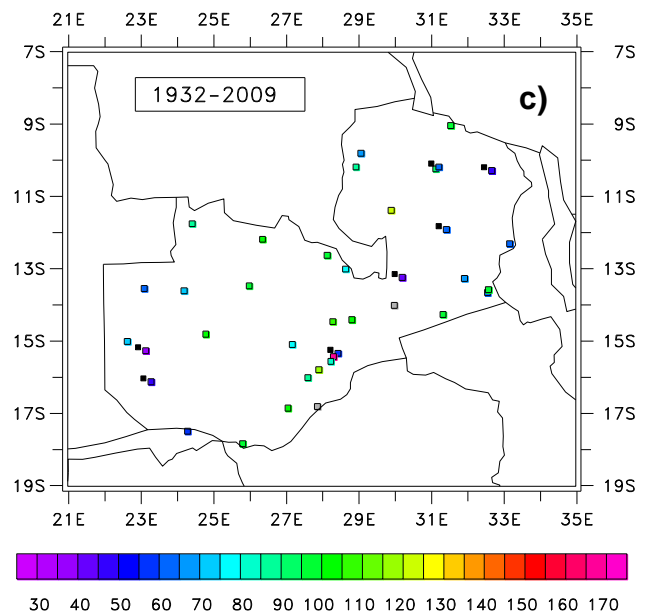 21E 23E 25E 27E 29E 31E 33E 35E
7S 7S
1932-2009 c)
9S 9S
11S 11S
13S 13S
15S 15S
17S 17S
19S 19S
21E 23E 25E 27E 29E 31E 33E 35E
30 40 50 60 70 80 90 100 110 120 130 140 150 160 170